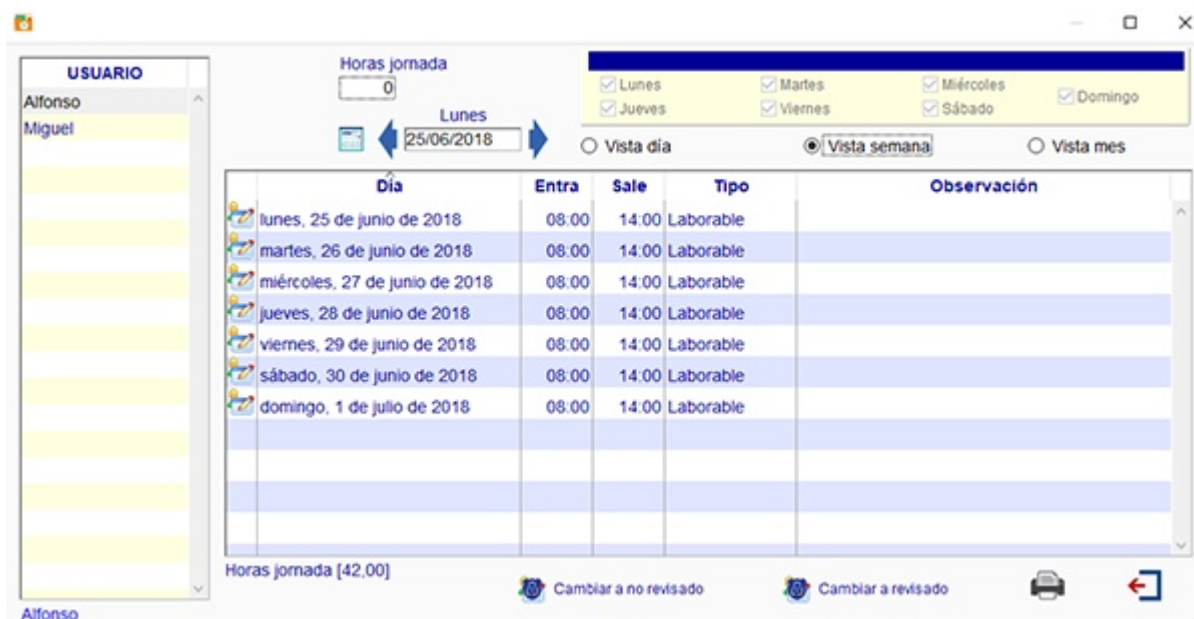 USUARIO
Alfonso
Miguel
Horas jornada
0
Lunes
25/06/2018
Lunes Martes Miércoles Domingo
Jueves Viernes Sábado
Vista día Vista semana Vista mes
Día Entra Sale Tipo Observación
lunes, 25 de junio de 2018 08:00 14:00 Laborable
martes, 26 de junio de 2018 08:00 14:00 Laborable
miércoles, 27 de junio de 2018 08:00 14:00 Laborable
jueves, 28 de junio de 2018 08:00 14:00 Laborable
viernes, 29 de junio de 2018 08:00 14:00 Laborable
sábado, 30 de junio de 2018 08:00 14:00 Laborable
domingo, 1 de julio de 2018 08:00 14:00 Laborable
Horas jornada [42,00]
Cambiar a no revisado Cambiar a revisado
Alfonso